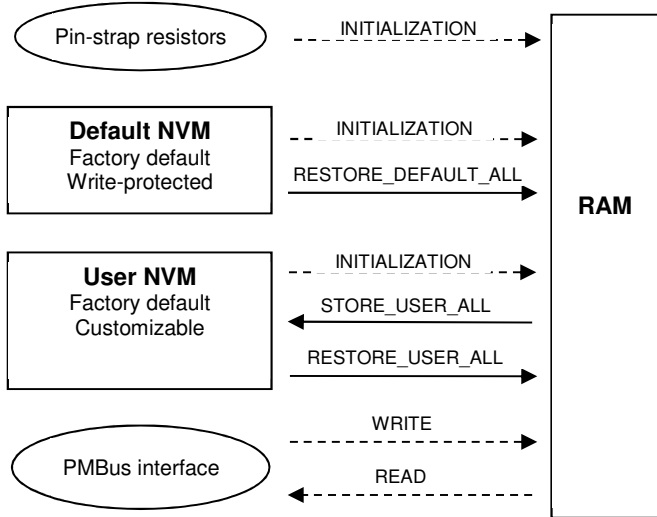 Pin-strap resistors
INITIALIZATION
Default NVM
Factory default
Write-protected
INITIALIZATION
RESTORE_DEFAULT_ALL
RAM
User NVM
Factory default
Customizable
INITIALIZATION
STORE_USER_ALL
RESTORE_USER_ALL
PMBus interface
WRITE
READ